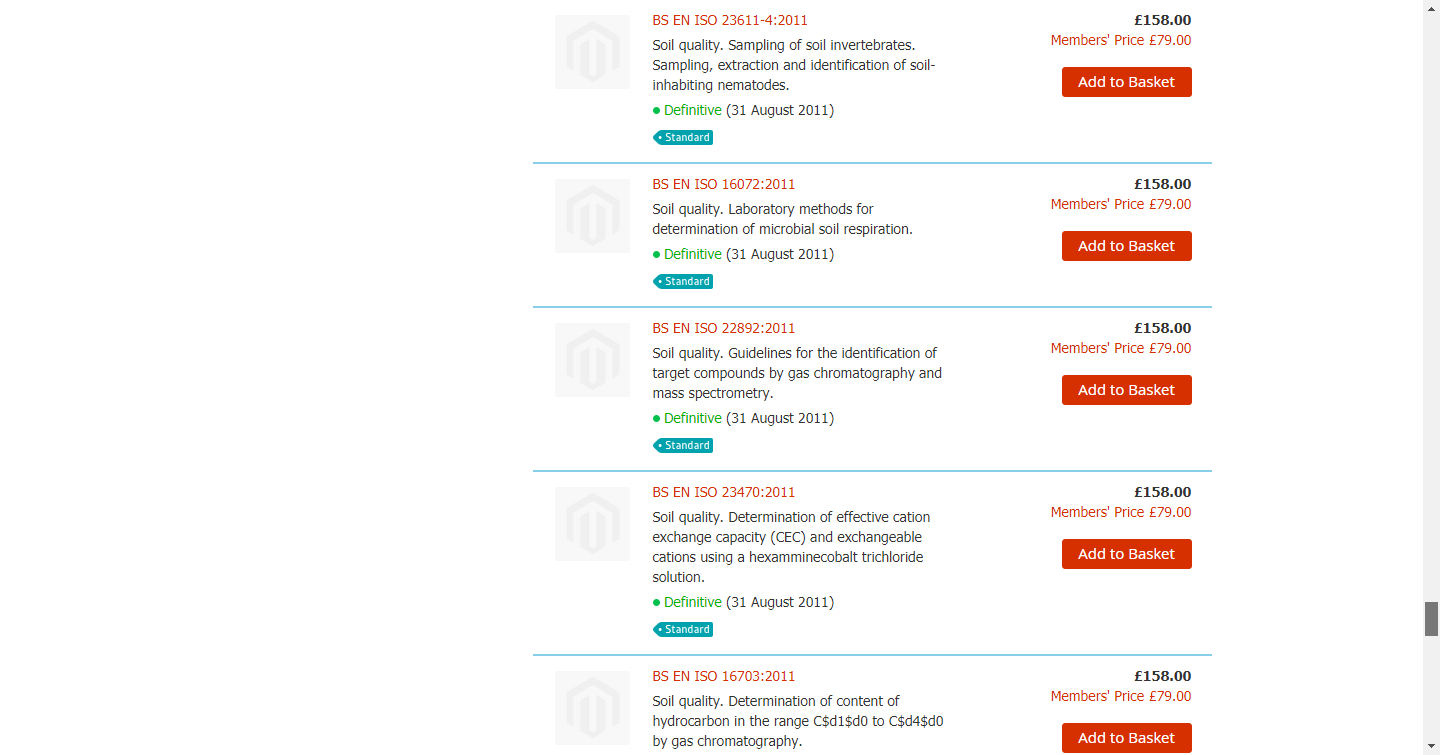 BS EN ISO 23611-4:2011
£158.00
Members' Price £79.00
Soil quality. Sampling of soil invertebrates.
Sampling, extraction and identification of soil-
inhabiting nematodes.
Add to Basket
Definitive (31 August 2011)
Standard
BS EN ISO 16072:2011
£158.00
Members' Price £79.00
Soil quality. Laboratory methods for
determination of microbial soil respiration.
Add to Basket
Definitive (31 August 2011)
Standard
BS EN ISO 22892:2011
£158.00
Members' Price £79.00
Soil quality. Guidelines for the identification of
target compounds by gas chromatography and
mass spectrometry.
Add to Basket
Definitive (31 August 2011)
Standard
BS EN ISO 23470:2011
£158.00
Members' Price £79.00
Soil quality. Determination of effective cation
exchange capacity (CEC) and exchangeable
cations using a hexamminecobalt trichloride
solution.
Add to Basket
Definitive (31 August 2011)
Standard
BS EN ISO 16703:2011
£158.00
Members' Price £79.00
Soil quality. Determination of content of
hydrocarbon in the range C$d1$d0 to C$d4$d0
by gas chromatography.
Add to Basket